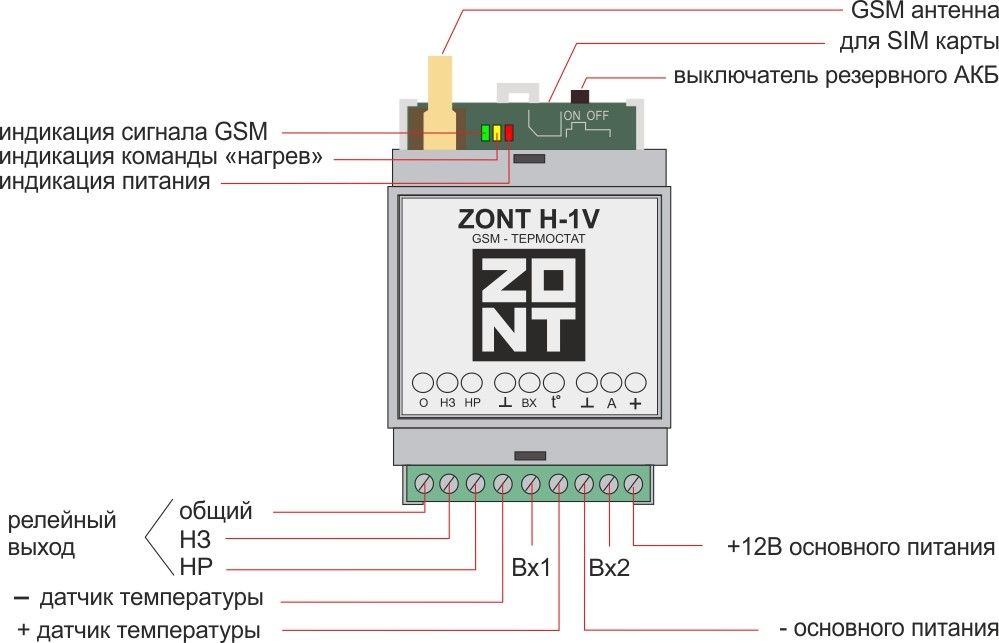 GSM антенна
для SIM карты
выключатель резервного АКБ
ON OFF
индикация сигнала GSM
индикация команды «нагрев»
индикация питания
ZONT H-1V
GSM - ТЕРМОСТАТ
ZO
NT
О НЗ НР ⊥ ВХ t° ⊥ А +
релейный
выход
общий
НЗ
НР
Вх1
Вх2
+12В основного питания
– датчик температуры
+ датчик температуры
- основного питания